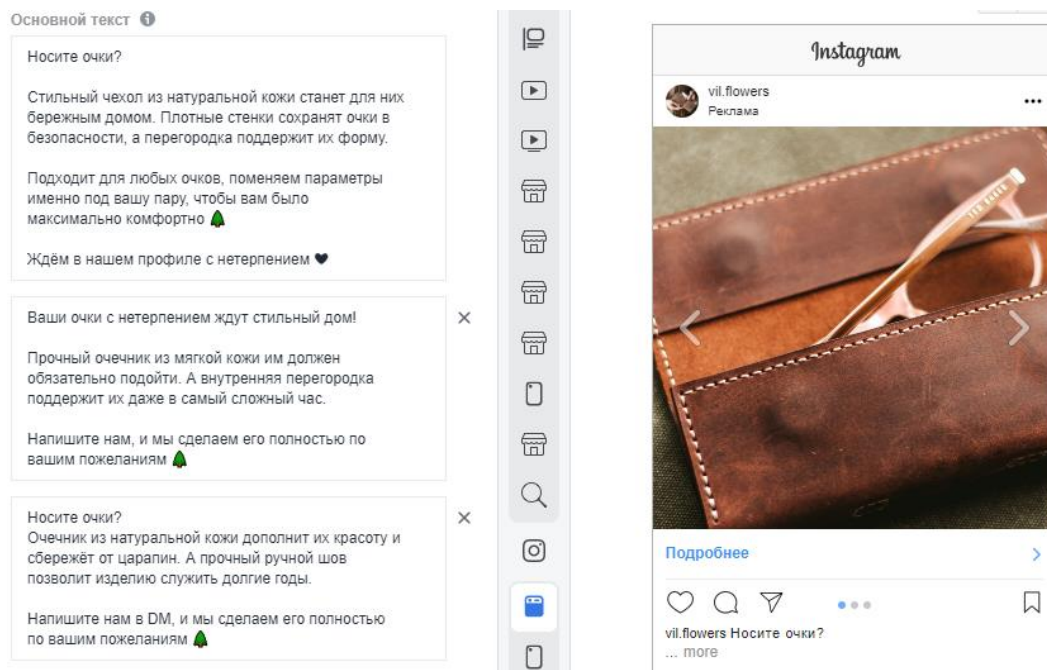 Основной текст
Носите очки?
Стильный чехол из натуральной кожи станет для них
бережным домом. Плотные стенки сохранят очки в
безопасности, а перегородка поддержит их форму.
Подходит для любых очков, поменяем параметры
именно под вашу пару, чтобы вам было
максимально комфортно 🌲
Ждём в нашем профиле с нетерпением 🖤
Ваши очки с нетерпением ждут стильный дом!
Прочный очечник из мягкой кожи им должен
обязательно подойти. А внутренняя перегородка
поддержит их даже в самый сложный час.
Напишите нам, и мы сделаем его полностью по
вашим пожеланиям 🌲
Носите очки?
Очечник из натуральной кожи дополнит их красоту и
сбережёт от царапин. А прочный ручной шов
позволит изделию служить долгие годы.
Напишите нам в DM, и мы сделаем его полностью
по вашим пожеланиям 🌲
Instagram
vil.flowers
Реклама
Подробнее
vil.flowers Носите очки?
... more